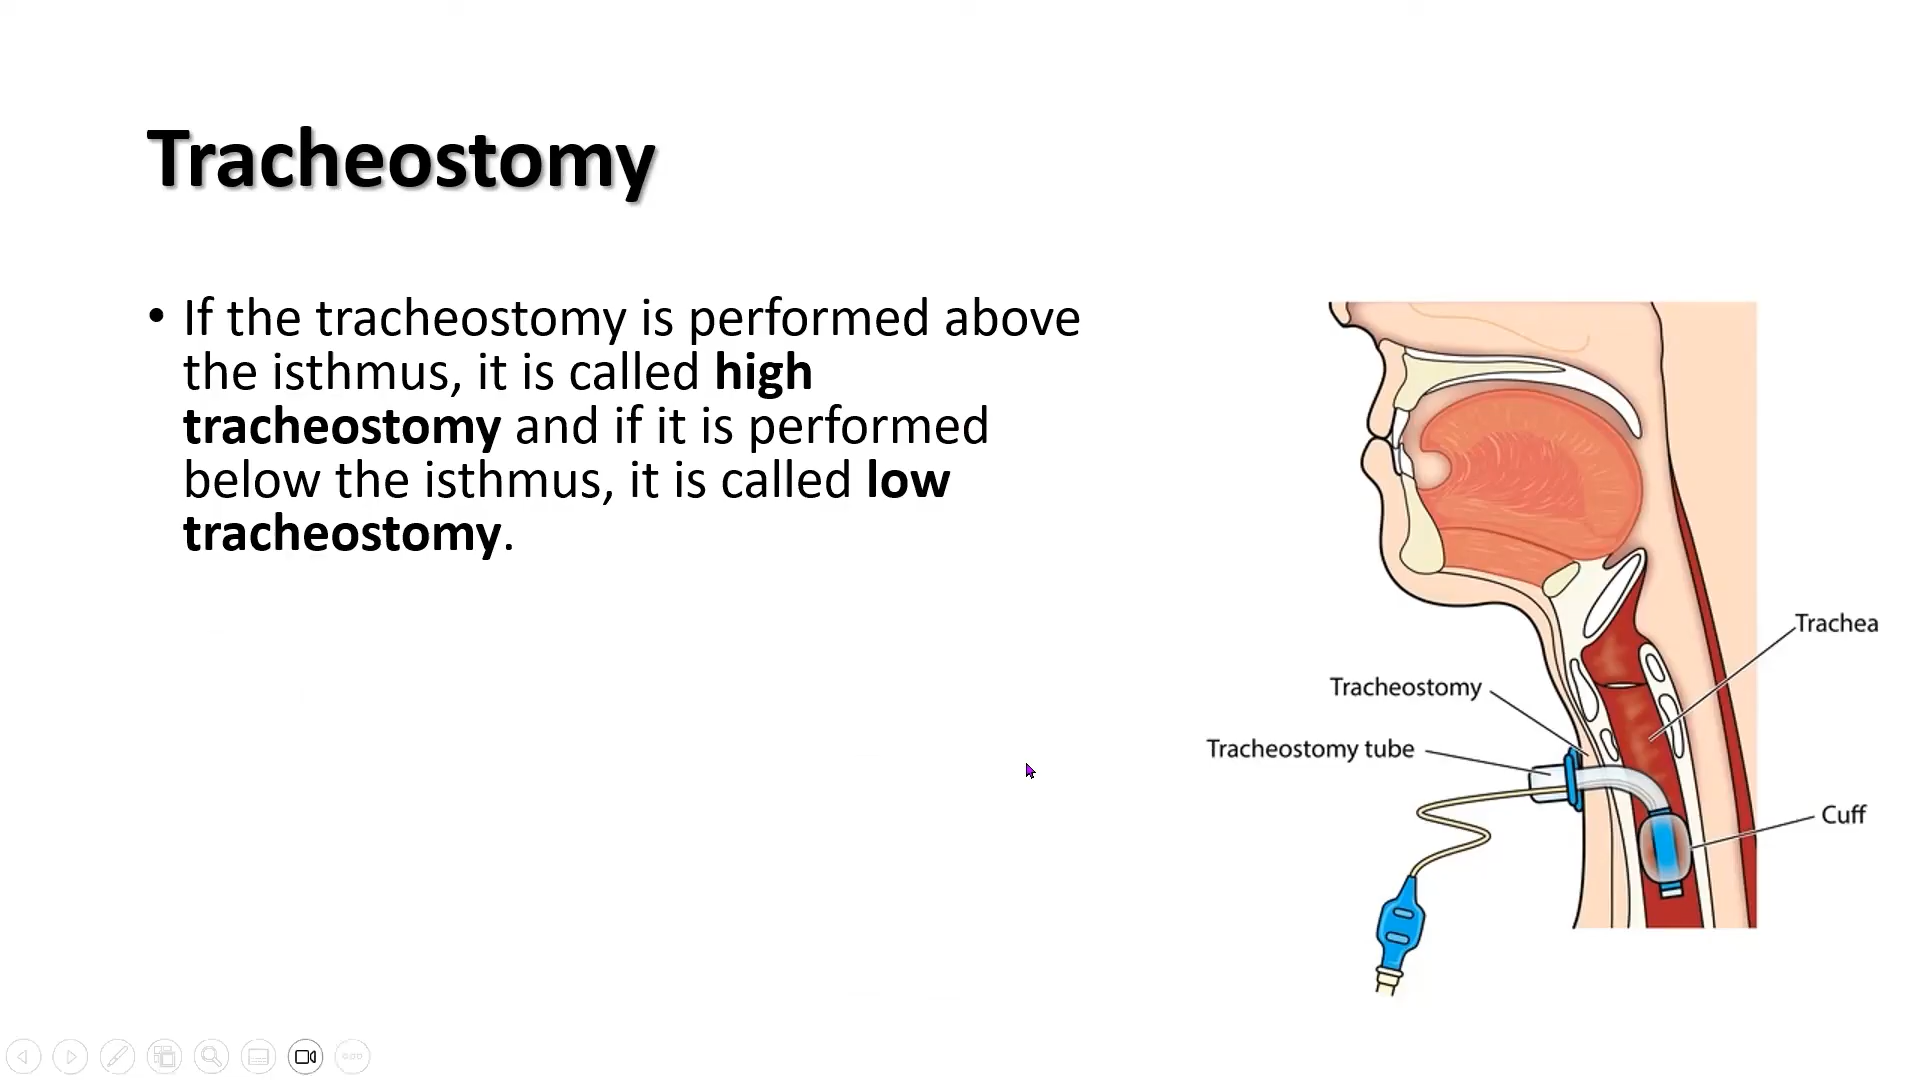 Tracheostomy
• If the tracheostomy is performed above
the isthmus, it is called high
tracheostomy and if it is performed
below the isthmus, it is called low
tracheostomy.
Trachea
Tracheostomy
Tracheostomy tube
Cuff